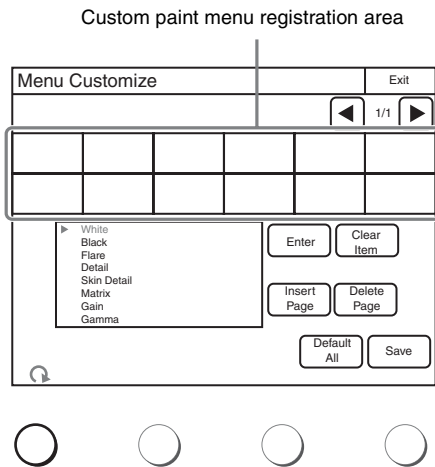 Custom paint menu registration area
Menu Customize
Exit
1/1
White
Black
Flare
Detail
Skin Detail
Matrix
Gain
Gamma
Enter
Clear
Item
Insert
Page
Delete
Page
Default
All
Save